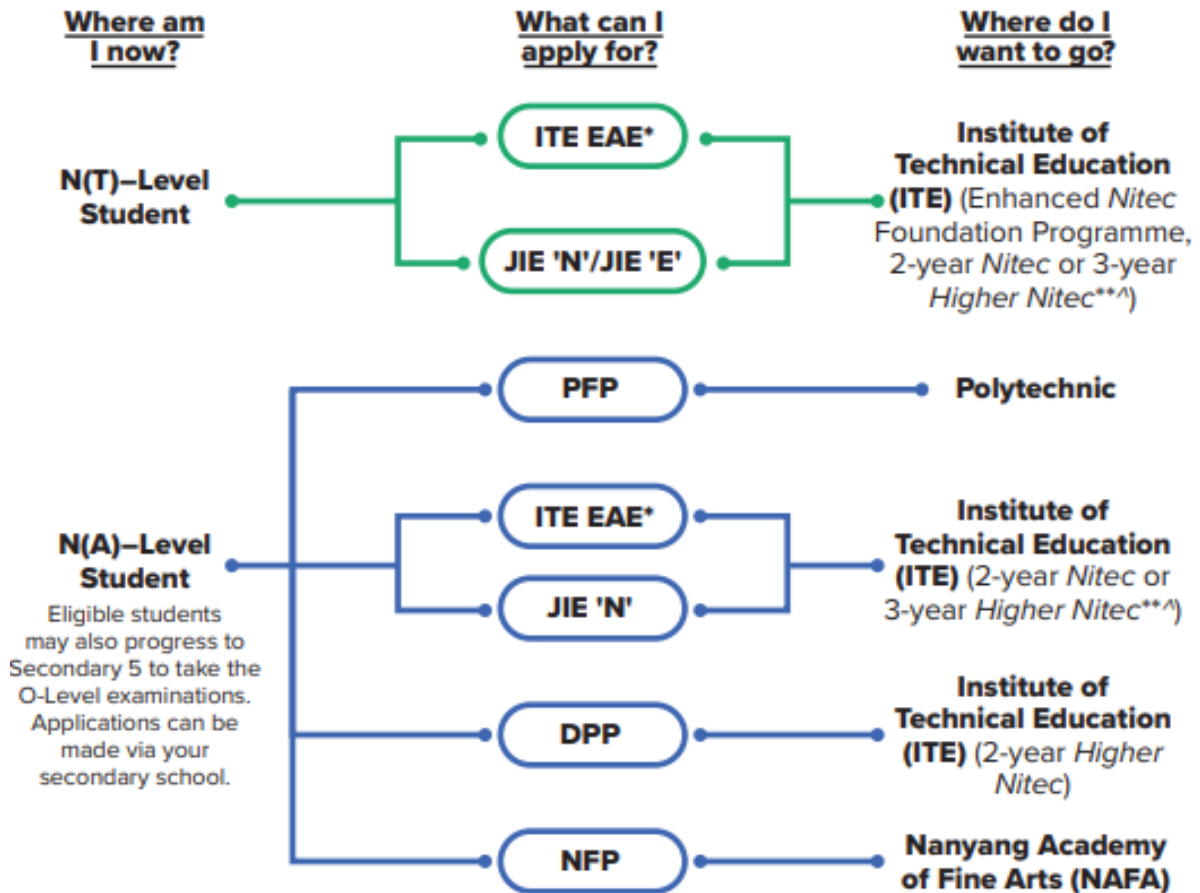 Where am
I now?
What can I
apply for?
Where do I
want to go?
N(T)–Level
Student
ITE EAE*
JIE 'N'/JIE 'E'
Institute of
Technical Education
(ITE) (Enhanced Nitec
Foundation Programme,
2-year Nitec or 3-year
Higher Nitec**^)
N(A)–Level
Student
Eligible students
may also progress to
Secondary 5 to take the
O-Level examinations.
Applications can be
made via your
secondary school.
PFP
Polytechnic
ITE EAE*
JIE 'N'
Institute of
Technical Education
(ITE) (2-year Nitec or
3-year Higher Nitec**^)
DPP
Institute of
Technical Education
(ITE) (2-year Higher
Nitec)
NFP
Nanyang Academy
of Fine Arts (NAFA)